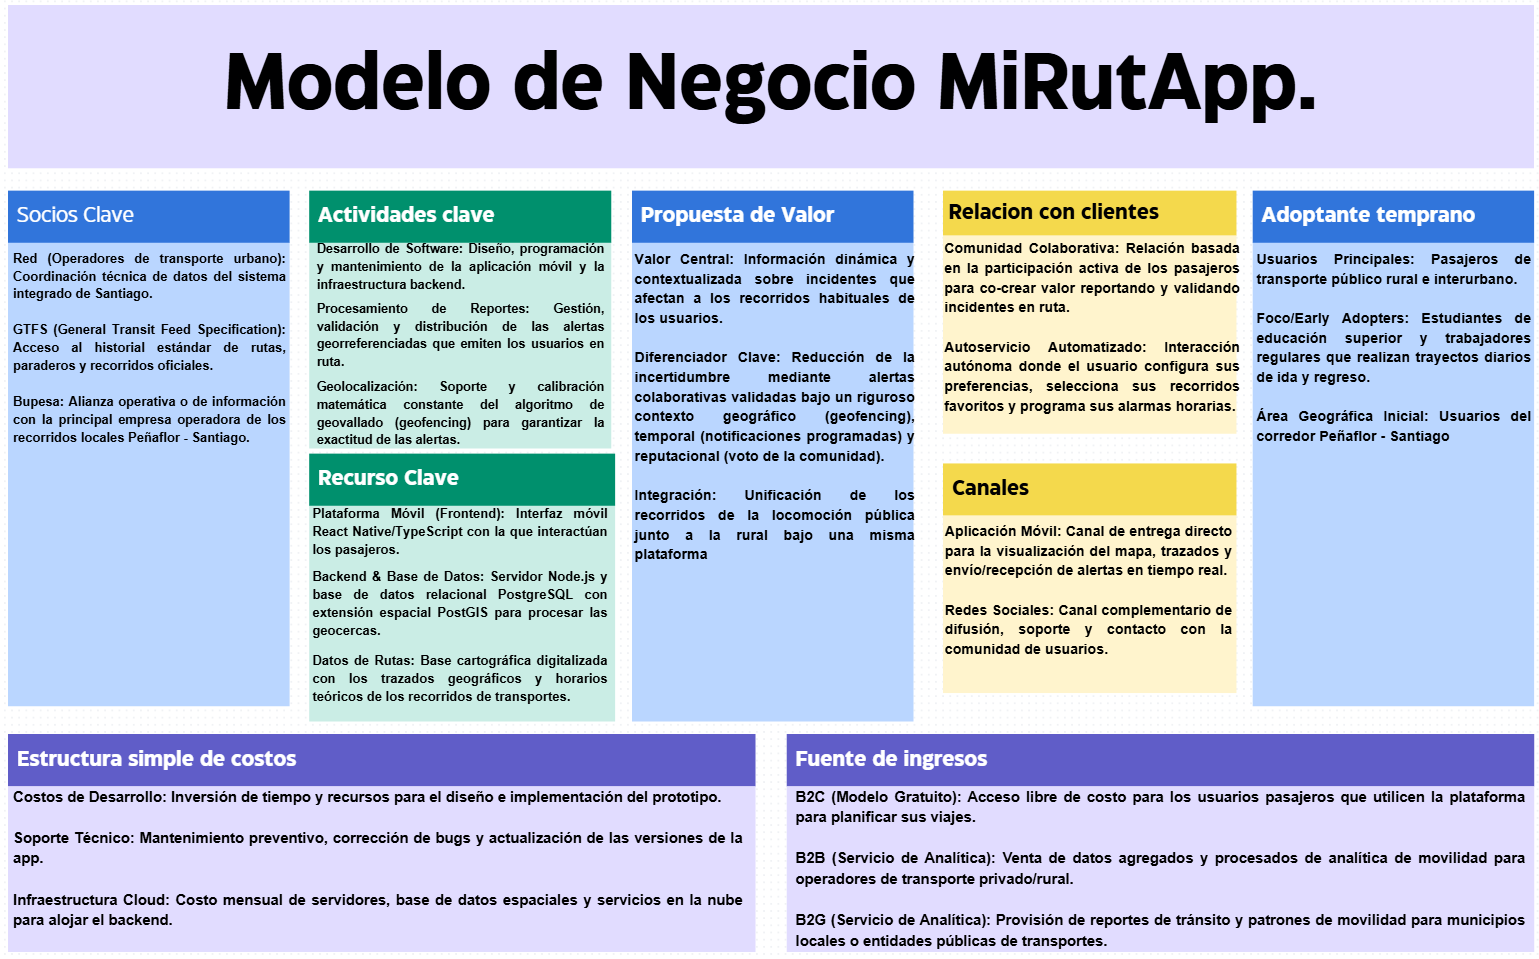 Modelo de Negocio MiRutApp.
Socios Clave
Red (Operadores de transporte urbano):
Coordinación técnica de datos del sistema
integrado de Santiago.
GTFS (General Transit Feed Specification):
Acceso al historial estándar de rutas,
paraderos y recorridos oficiales.
Bupesa: Alianza operativa o de información
con la principal empresa operadora de los
recorridos locales Peñaflor - Santiago.
Actividades clave
Desarrollo de Software: Diseño, programación
y mantenimiento de la aplicación móvil y la
infraestructura backend.
Procesamiento de Reportes: Gestión,
validación y distribución de las alertas
georreferenciadas que emiten los usuarios en
ruta.
Geolocalización: Soporte y calibración
matemática constante del algoritmo de
geovallado (geofencing) para garantizar la
exactitud de las alertas.
Recurso Clave
Plataforma Móvil (Frontend): Interfaz móvil
React Native/TypeScript con la que interactúan
los pasajeros.
Backend & Base de Datos: Servidor Node.js y
base de datos relacional PostgreSQL con
extensión espacial PostGIS para procesar las
geocercas.
Datos de Rutas: Base cartográfica digitalizada
con los trazados geográficos y horarios
teóricos de los recorridos de transportes.
Propuesta de Valor
Valor Central: Información dinámica y
contextualizada sobre incidentes que
afectan a los recorridos habituales de
los usuarios.
Diferenciador Clave: Reducción de la
incertidumbre mediante alertas
colaborativas validadas bajo un riguroso
contexto geográfico (geofencing),
temporal (notificaciones programadas) y
reputacional (voto de la comunidad).
Integración: Unificación de los
recorridos de la locomoción pública
junto a la rural bajo una misma
plataforma
Relacion con clientes
Comunidad Colaborativa: Relación basada
en la participación activa de los pasajeros
para co-crear valor reportando y validando
incidentes en ruta.
Autoservicio Automatizado: Interacción
autónoma donde el usuario configura sus
preferencias, selecciona sus recorridos
favoritos y programa sus alarmas horarias.
Canales
Aplicación Móvil: Canal de entrega directo
para la visualización del mapa, trazados y
envío/recepción de alertas en tiempo real.
Redes Sociales: Canal complementario de
difusión, soporte y contacto con la
comunidad de usuarios.
Adoptante temprano
Usuarios Principales: Pasajeros de
transporte público rural e interurbano.
Foco/Early Adopters: Estudiantes de
educación superior y trabajadores
regulares que realizan trayectos diarios
de ida y regreso.
Área Geográfica Inicial: Usuarios del
corredor Peñaflor - Santiago
Estructura simple de costos
Costos de Desarrollo: Inversión de tiempo y recursos para el diseño e implementación del prototipo.
Soporte Técnico: Mantenimiento preventivo, corrección de bugs y actualización de las versiones de la
app.
Infraestructura Cloud: Costo mensual de servidores, base de datos espaciales y servicios en la nube
para alojar el backend.
Fuente de ingresos
B2C (Modelo Gratuito): Acceso libre de costo para los usuarios pasajeros que utilicen la plataforma
para planificar sus viajes.
B2B (Servicio de Analítica): Venta de datos agregados y procesados de analítica de movilidad para
operadores de transporte privado/rural.
B2G (Servicio de Analítica): Provisión de reportes de tránsito y patrones de movilidad para municipios
locales o entidades públicas de transportes.